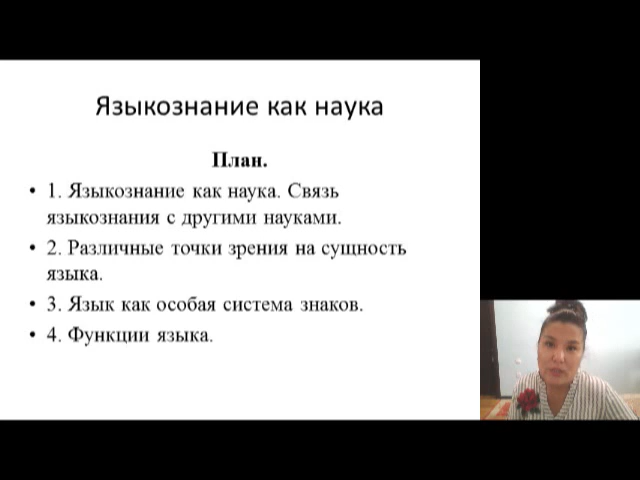 Языкознание как наука
План.
• 1. Языкознание как наука. Связь
языкознания с другими науками.
• 2. Различные точки зрения на сущность
языка.
• 3. Язык как особая система знаков.
• 4. Функции языка.